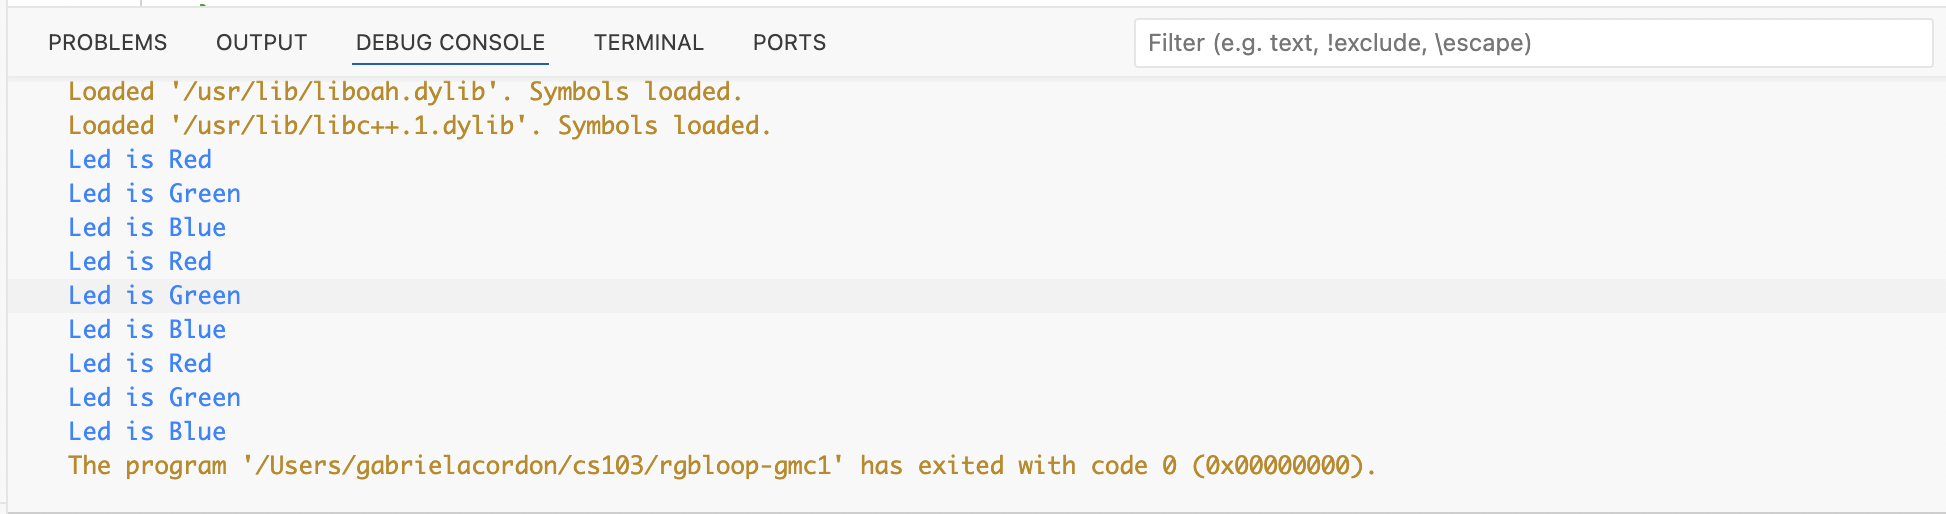 PROBLEMS OUTPUT DEBUG CONSOLE TERMINAL PORTS Filter (e.g. text, !exclude, \escape)
Loaded '/usr/lib/liboah.dylib'. Symbols loaded.
Loaded '/usr/lib/libc++.1.dylib'. Symbols loaded.
Led is Red
Led is Green
Led is Blue
Led is Red
Led is Green
Led is Blue
Led is Red
Led is Green
Led is Blue
The program '/Users/gabrielacordon/cs103/rgbloop-gmc1' has exited with code 0 (0x00000000).